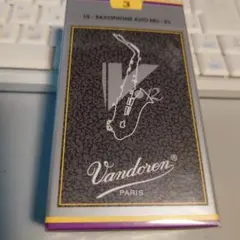 3
10 - SAXOPHONE ALTO Mib - Eb
V
Vandoren®
PARIS